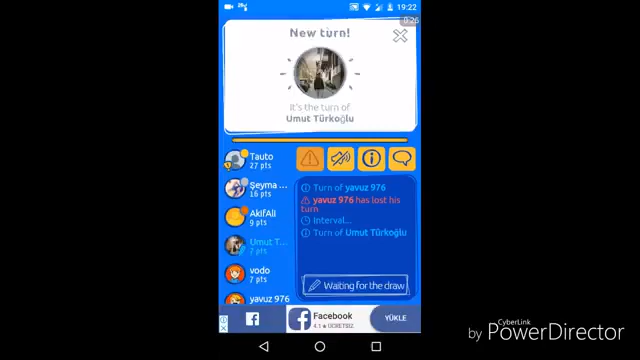 19:22
0:26
New turn!
It's the turn of
Umut Türkoğlu
Tauto
27 pts
Şeyma ...
16 pts
AkifAli
9 pts
Umut T...
7 pts
vodo
7 pts
yavuz 976
Turn of yavuz 976
yavuz 976 has lost his
turn
Interval...
Turn of Umut Türkoğlu
Waiting for the draw
Facebook
4.1 ★ ÜCRETSİZ
YÜKLE
CyberLink
by PowerDirector